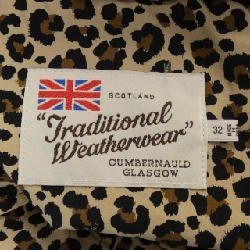 SCOTLAND
"Traditional
Weatherwear"
CUMBERNAULD
GLASGOW
32